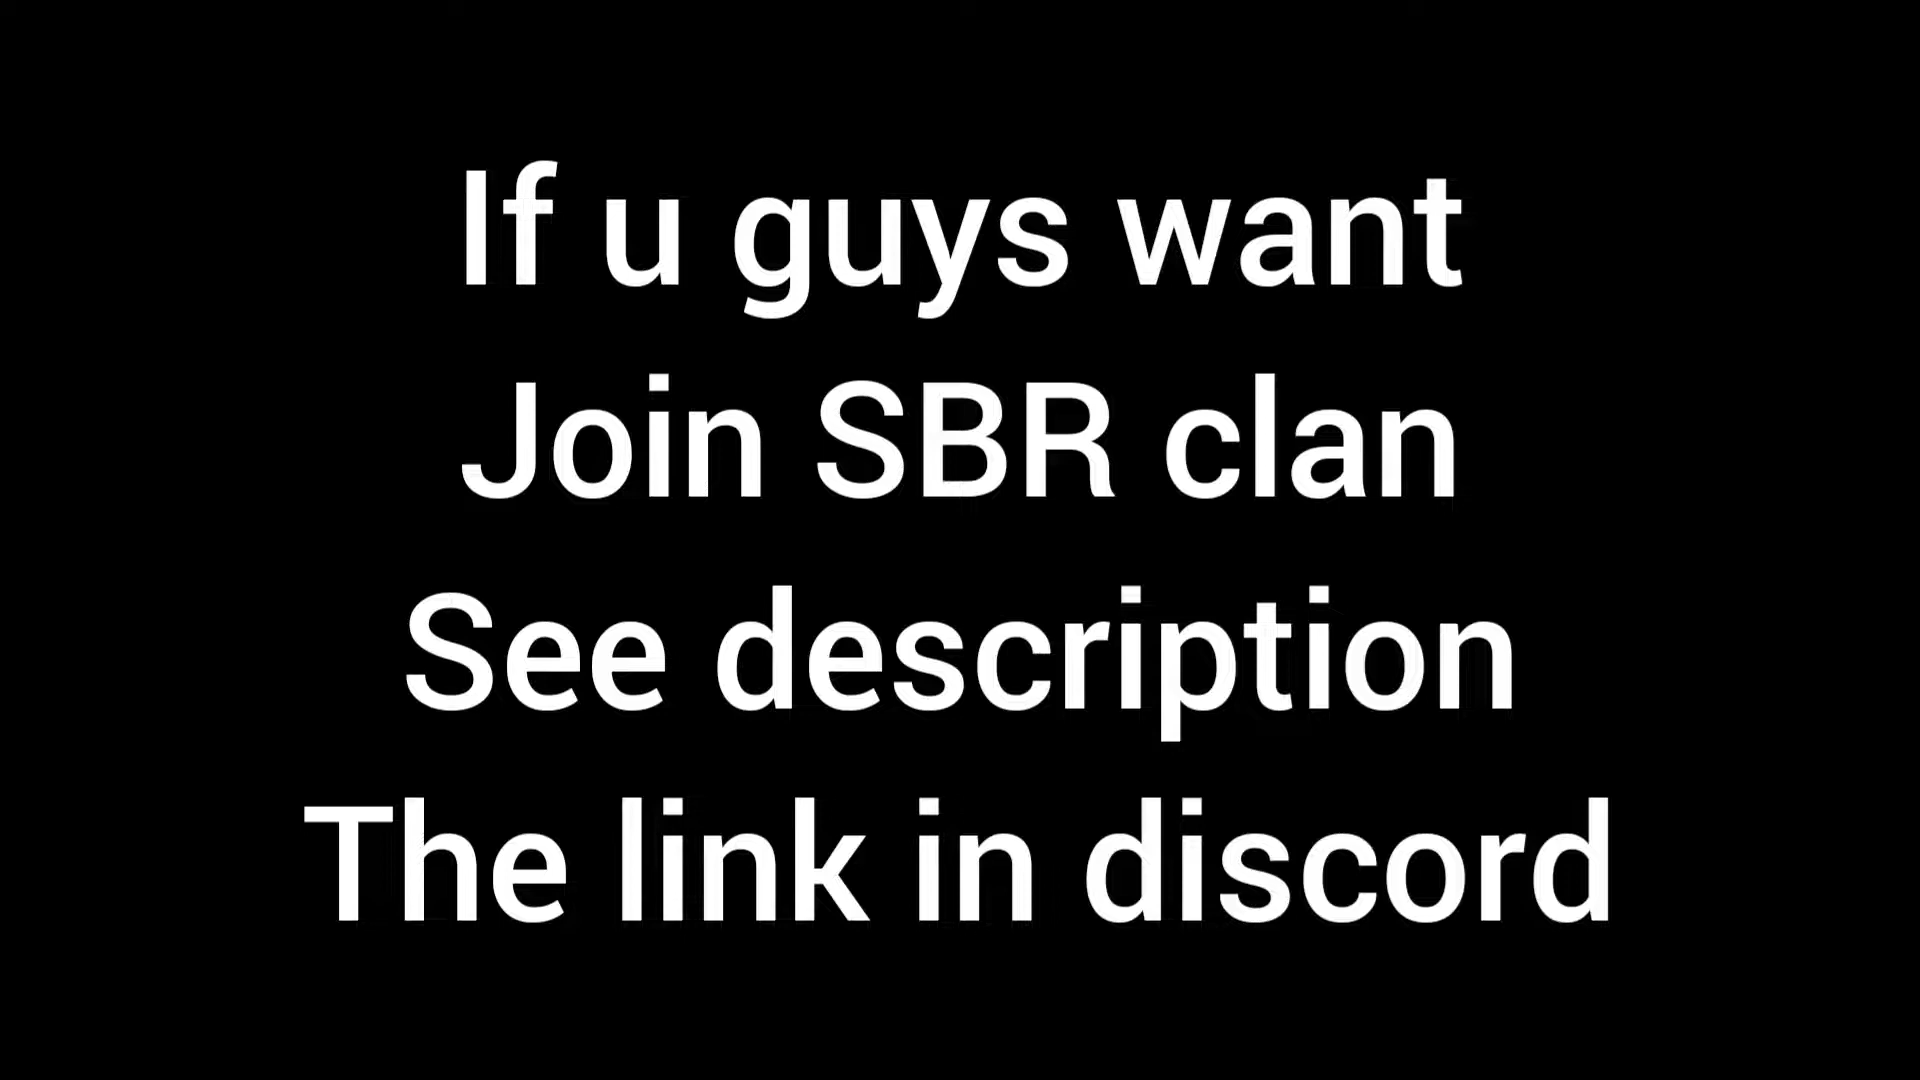 If u guys want
Join SBR clan
See description
The link in discord